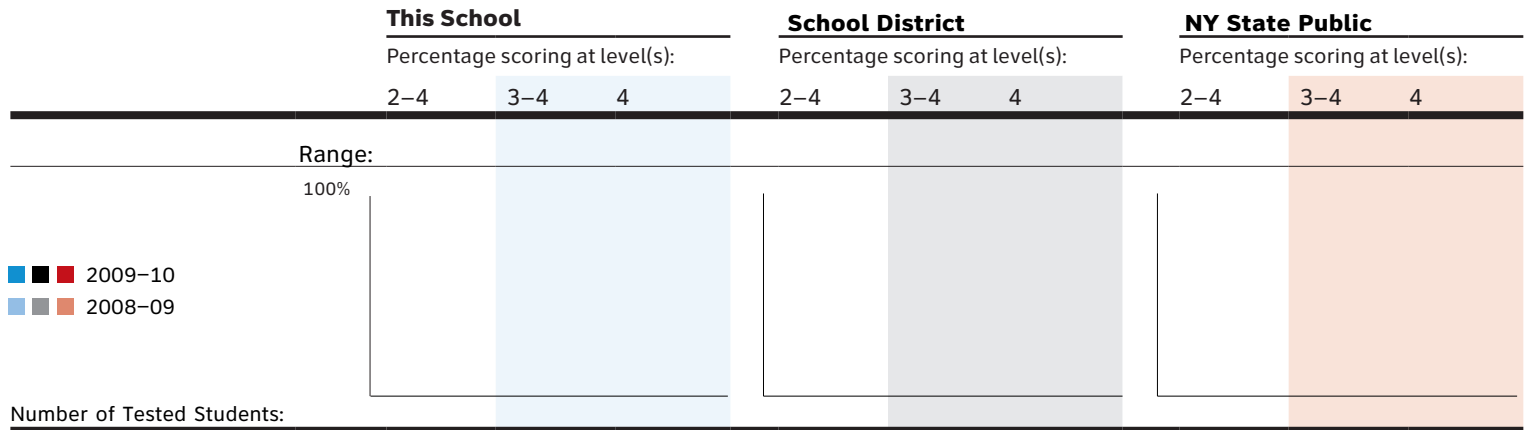 This School School District NY State Public
Percentage scoring at level(s): Percentage scoring at level(s): Percentage scoring at level(s):
2–4 3–4 4 2–4 3–4 4 2–4 3–4 4
Range:
100%
2009–10
2008–09
Number of Tested Students: